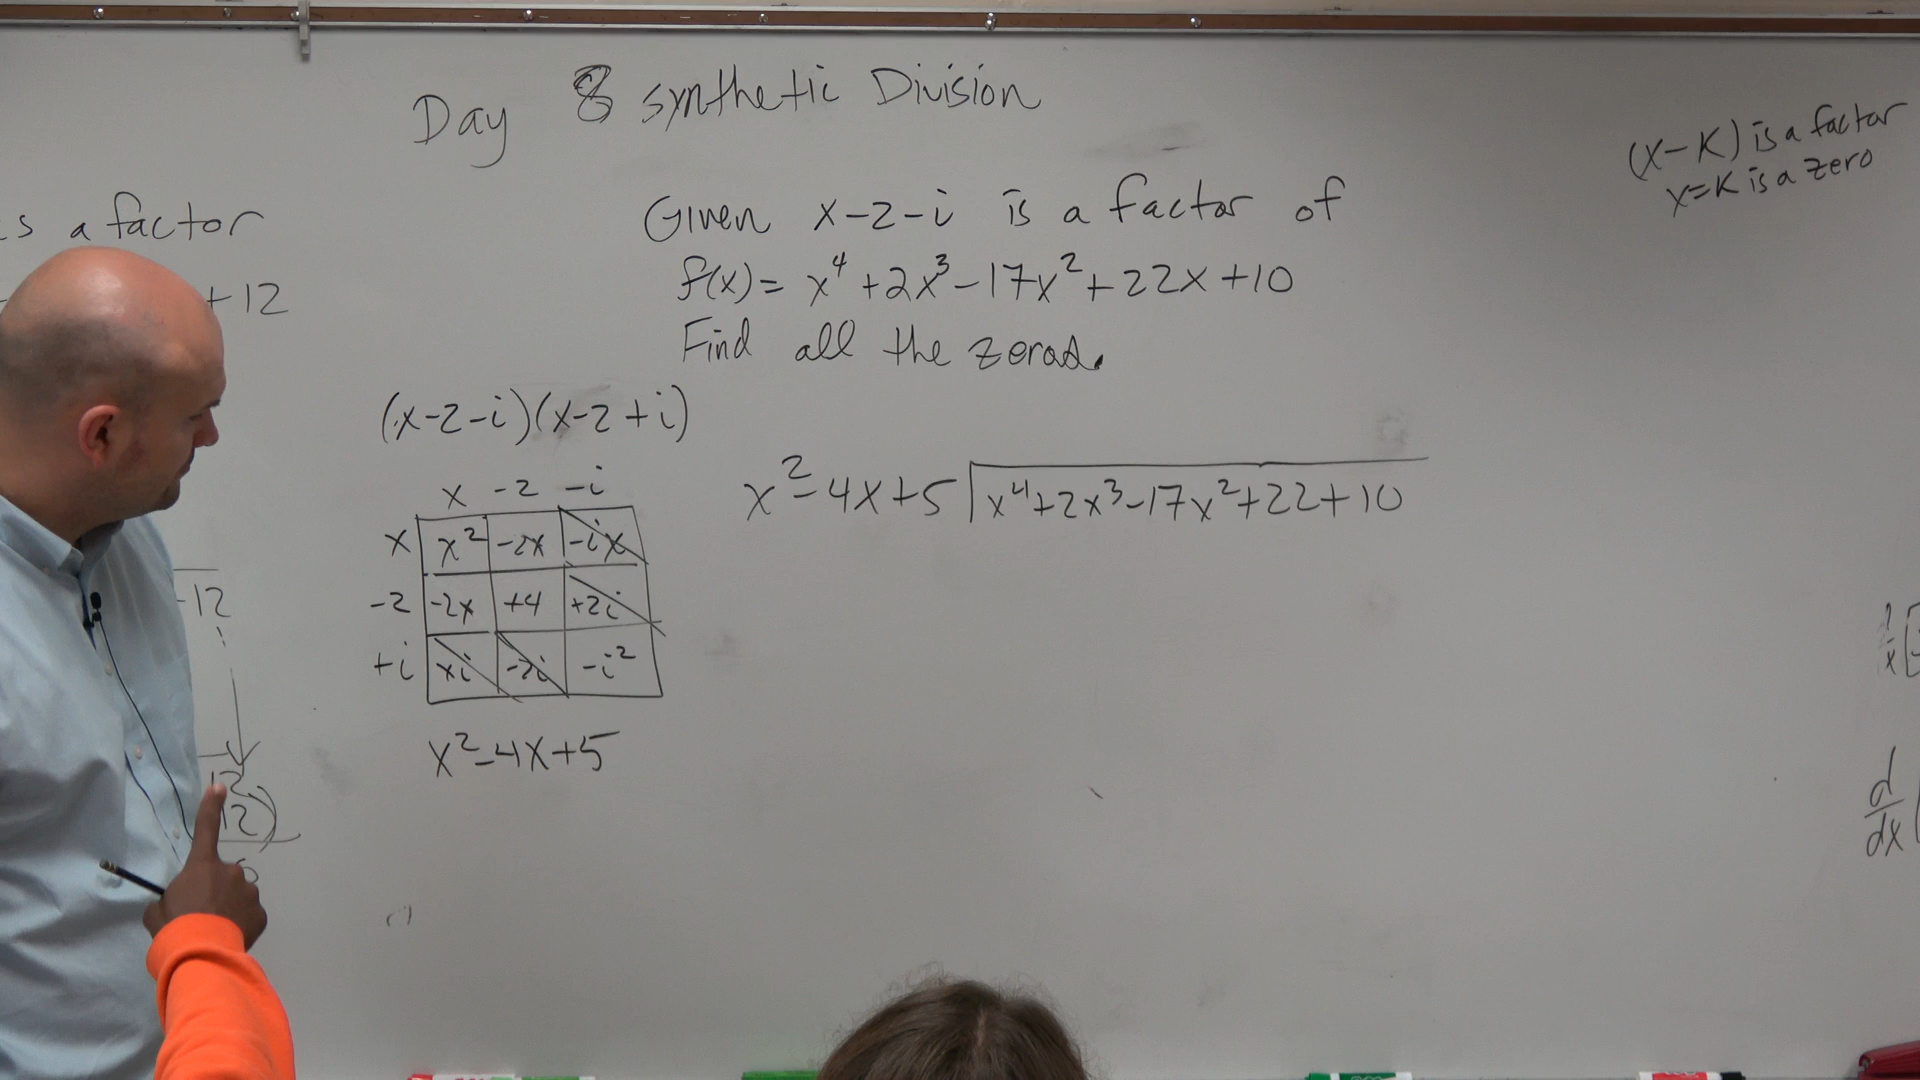 Day 8 synthetic Division
(x-K) is a factor
x=K is a zero
s a factor
+12
Given x-2-i is a factor of
f(x)= x⁴+2x³-17x²+22x+10
Find all the zeros.
(x-2-i)(x-2+i)
x -2 -i
x x² -2x -ix
-2 -2x +4 +2i
+i xi -2i -i²
x²-4x+5
x²-4x+5 x⁴+2x³-17x²+22+10
-12
12
12)
d
dx